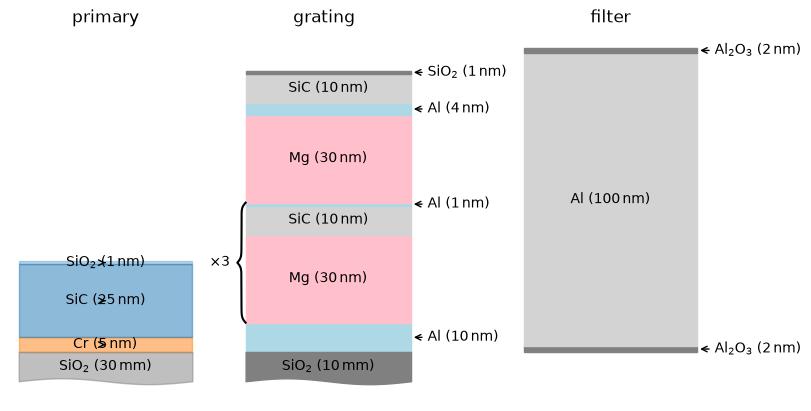 primary
SiO₂ (1 nm)
SiC (25 nm)
Cr (5 nm)
SiO₂ (30 mm)
grating
SiO₂ (1 nm)
SiC (10 nm)
Al (4 nm)
Mg (30 nm)
Al (1 nm)
SiC (10 nm)
×3
Mg (30 nm)
Al (10 nm)
SiO₂ (10 mm)
filter
Al₂O₃ (2 nm)
Al (100 nm)
Al₂O₃ (2 nm)